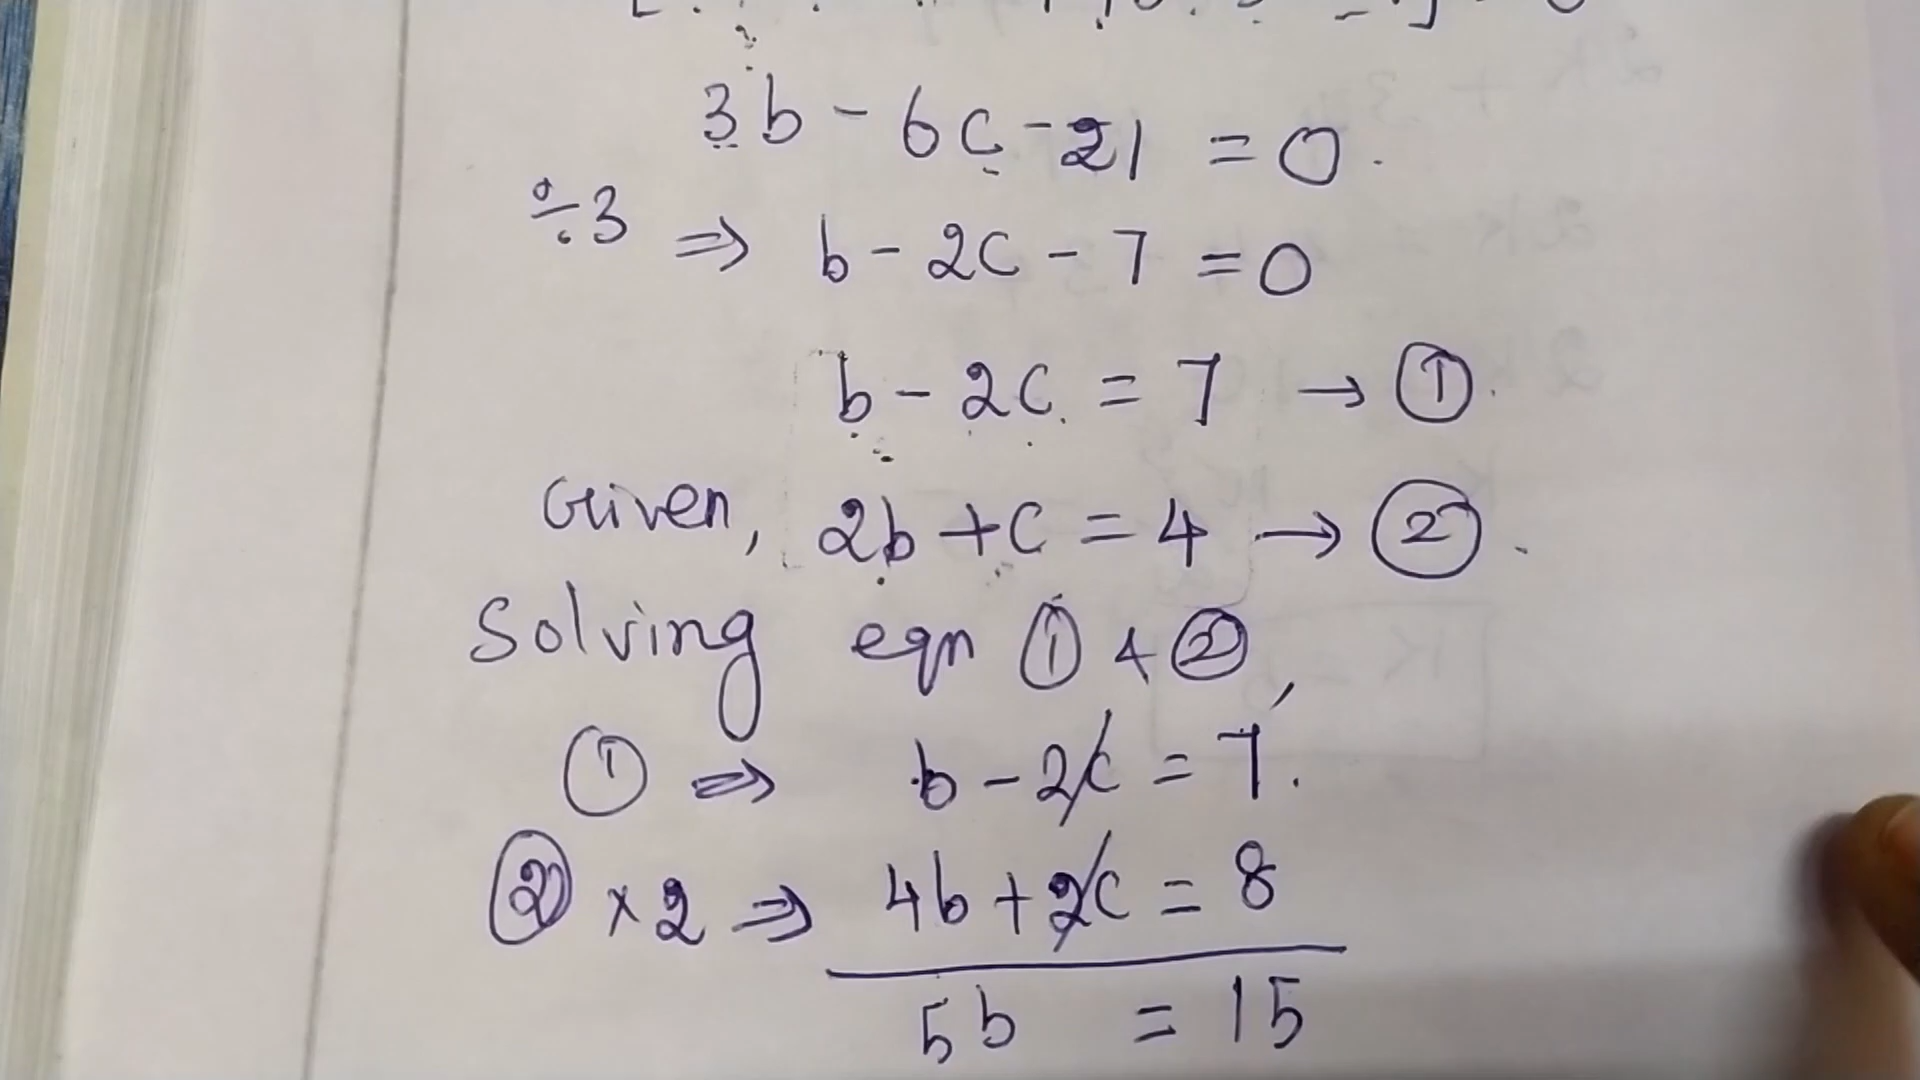 3b - 6c - 21 = 0.
÷3 ⇒ b - 2c - 7 = 0
b - 2c = 7 → ①.
Given, 2b + c = 4 → ②.
Solving eqn ① & ②,
① ⇒ b - 2c = 7.
② × 2 ⇒ 4b + 2c = 8
5b = 15